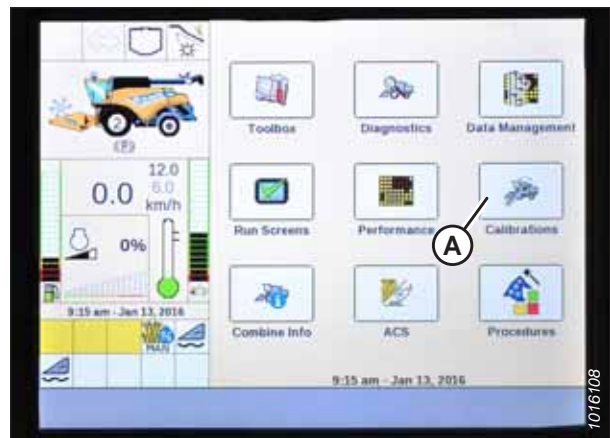 2
(P)
12.0
6.0
0.0 km/h
0%
9:15 am - Jan 13, 2016
MAN
Toolbox
Diagnostics
Data Management
Run Screens
Performance
Calibrations
A
Combine Info
ACS
Procedures
9:15 am - Jan 13, 2016
1016108